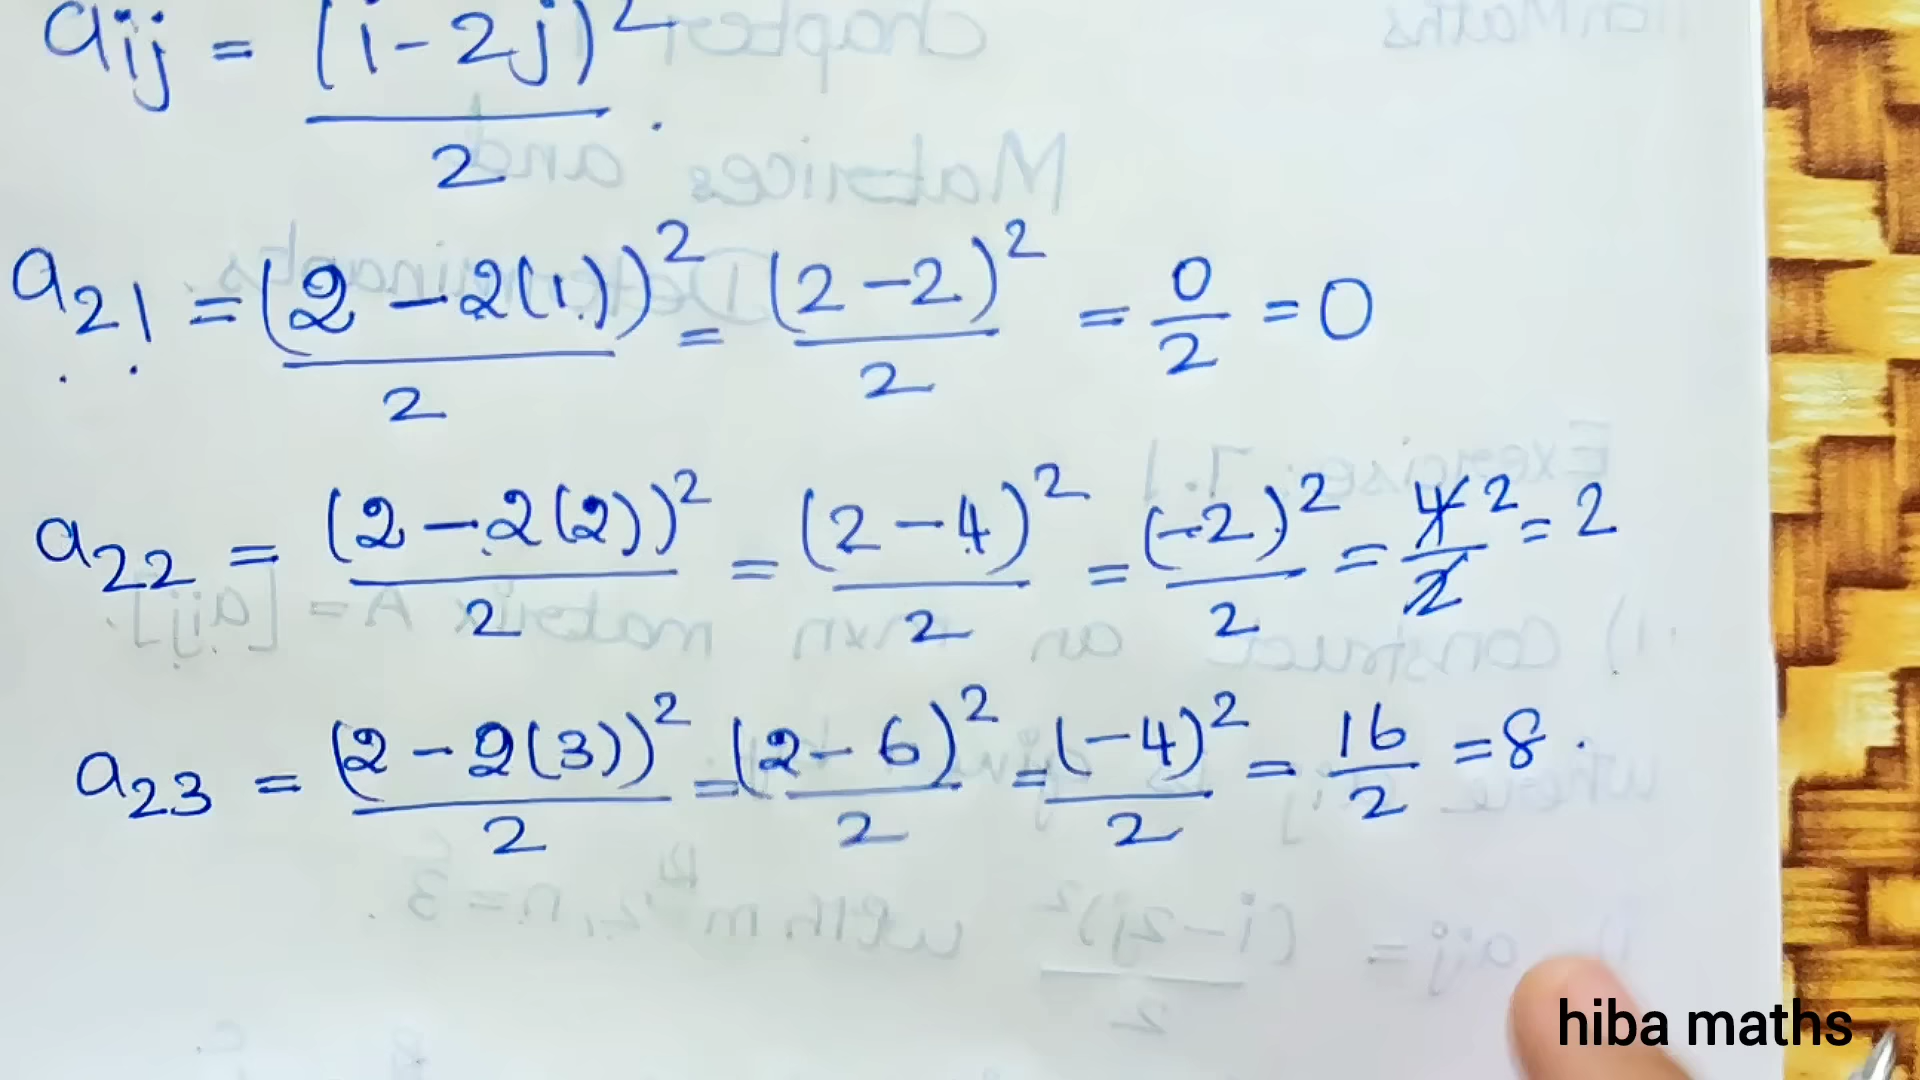 aij = (i-2j)² / 2 .
a₂₁ = (2-2(1))² / 2 = (2-2)² / 2 = 0/2 = 0
a₂₂ = (2-2(2))² / 2 = (2-4)² / 2 = (-2)² / 2 = 4/2 2 = 2
a₂₃ = (2-2(3))² / 2 = (2-6)² / 2 = (-4)² / 2 = 16/2 = 8 .
hiba maths